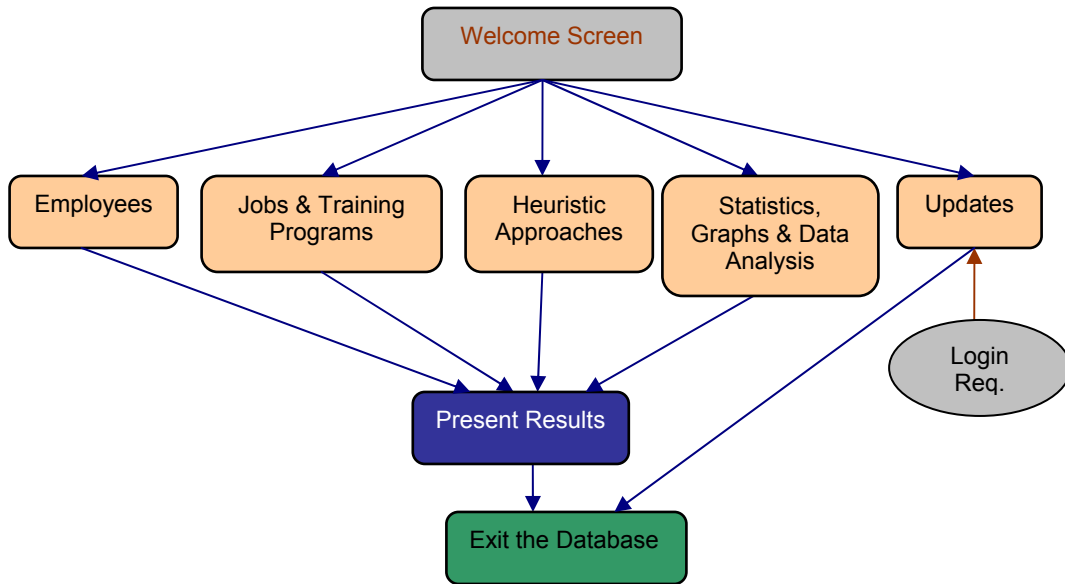 Welcome Screen
Employees
Jobs & Training
Programs
Heuristic
Approaches
Statistics,
Graphs & Data
Analysis
Updates
Login
Req.
Present Results
Exit the Database